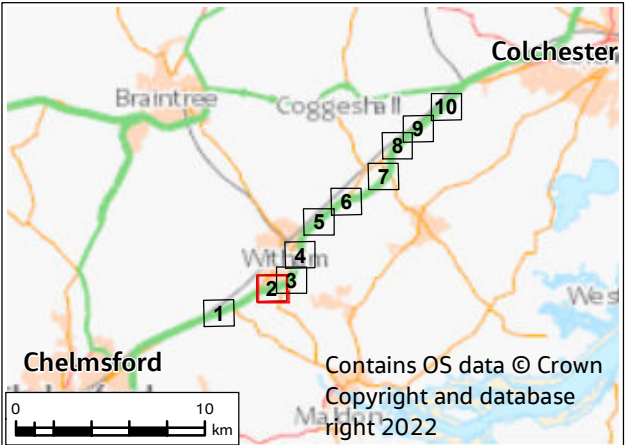 Colchester
Braintree
Coggeshall
10
9
8
7
6
5
4
Witham
3
2
1
West
Chelmsford
Contains OS data © Crown
Copyright and database
right 2022
0 10
km